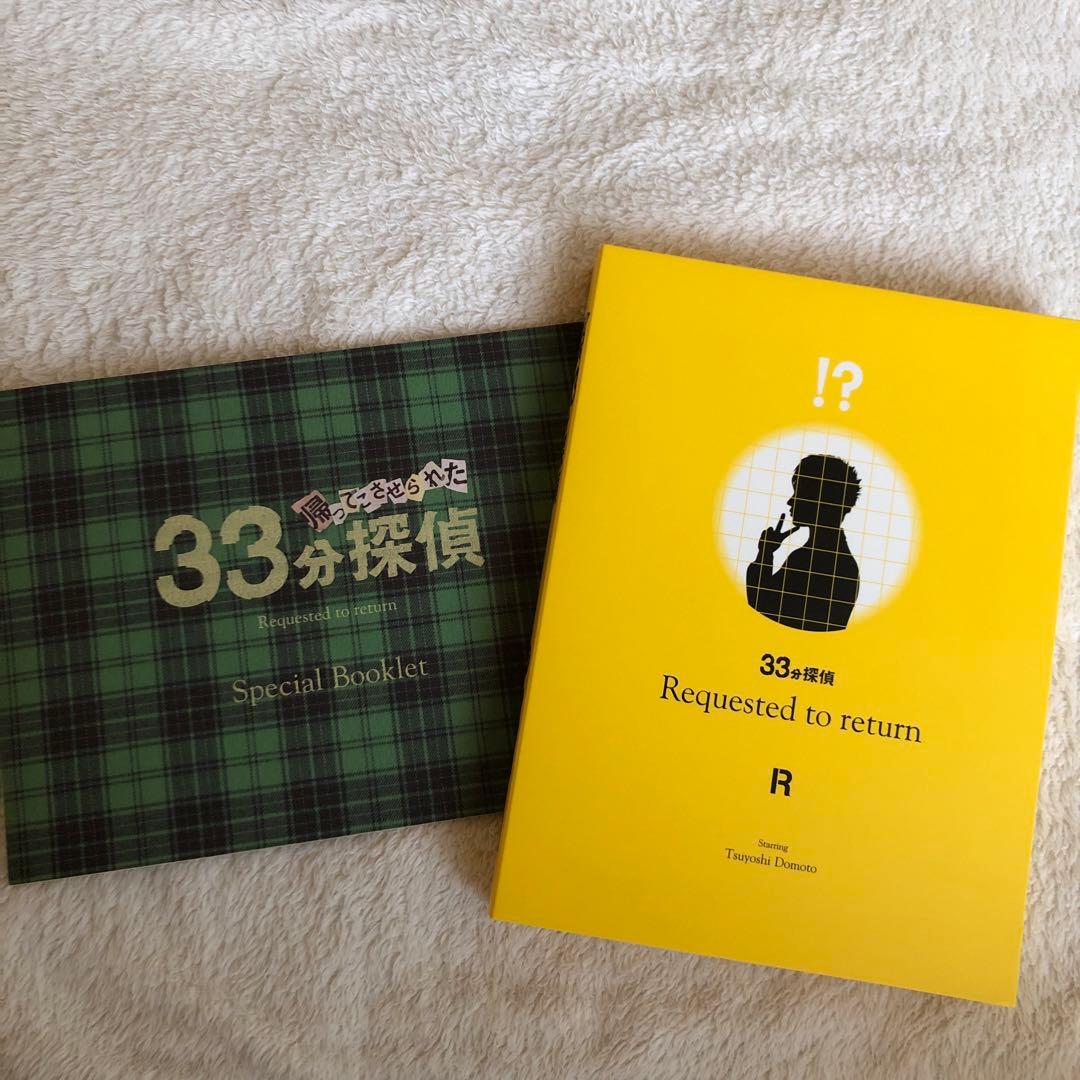 帰ってこさせられた
33分探偵
Requested to return
Special Booklet
!?
33分探偵
Requested to return
R
Starring
Tsuyoshi Domoto